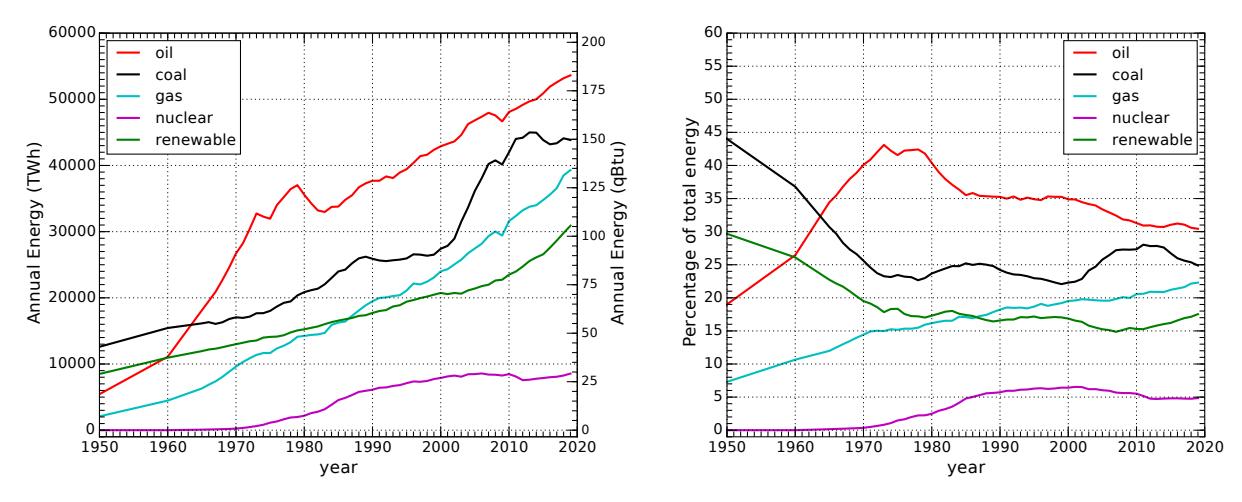 60000
50000
40000
30000
20000
10000
0
Annual Energy (TWh)
oil
coal
gas
nuclear
renewable
200
175
150
125
100
75
50
25
0
Annual Energy (qBtu)
1950 1960 1970 1980 1990 2000 2010 2020
year
60
55
50
45
40
35
30
25
20
15
10
5
0
Percentage of total energy
oil
coal
gas
nuclear
renewable
1950 1960 1970 1980 1990 2000 2010 2020
year